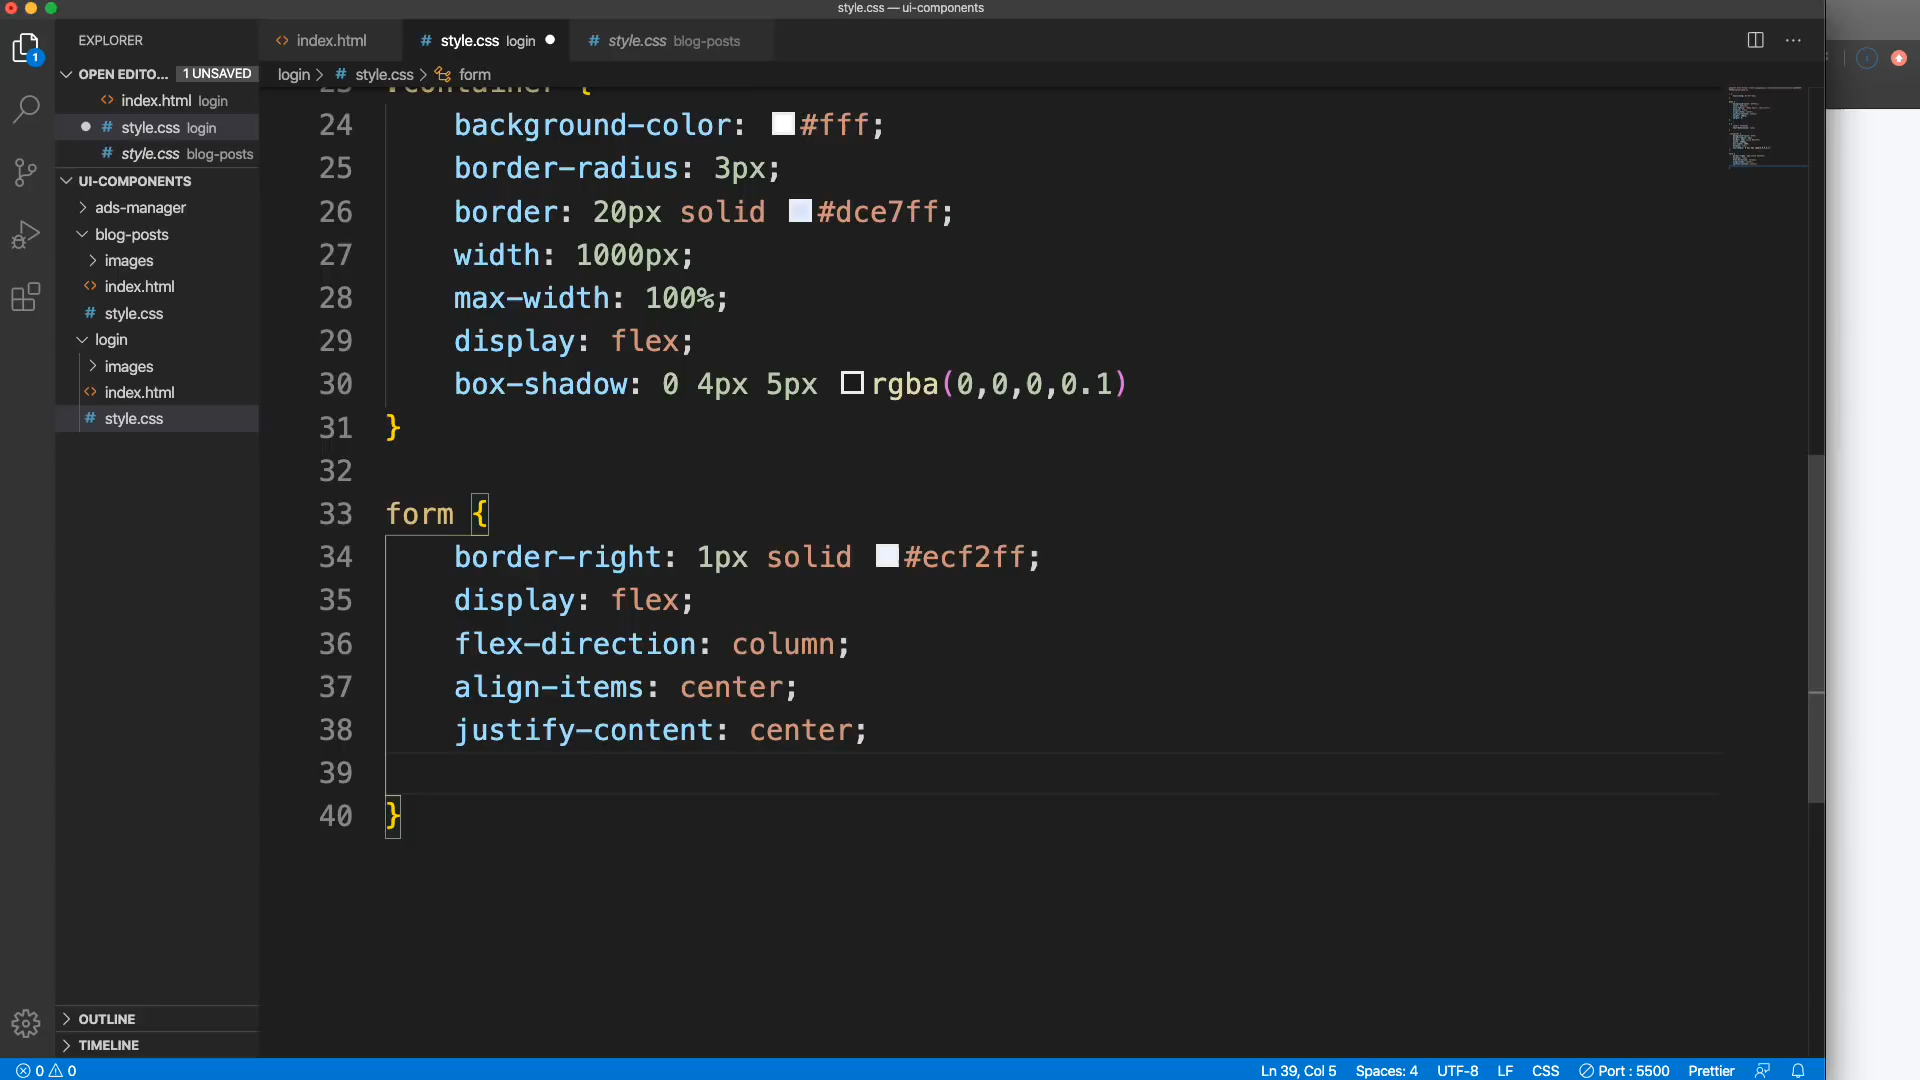 style.css — ui-components
EXPLORER
index.html
style.css login
style.css blog-posts
OPEN EDITO... 1 UNSAVED
index.html login
style.css login
style.css blog-posts
UI-COMPONENTS
ads-manager
blog-posts
images
index.html
style.css
login
images
index.html
style.css
OUTLINE
TIMELINE
login > # style.css > form
23 .container {
24 background-color: #fff;
25 border-radius: 3px;
26 border: 20px solid #dce7ff;
27 width: 1000px;
28 max-width: 100%;
29 display: flex;
30 box-shadow: 0 4px 5px rgba(0,0,0,0.1)
31 }
32
33 form {
34 border-right: 1px solid #ecf2ff;
35 display: flex;
36 flex-direction: column;
37 align-items: center;
38 justify-content: center;
39
40 }
1
0 0
Ln 39, Col 5 Spaces: 4 UTF-8 LF CSS Port : 5500 Prettier